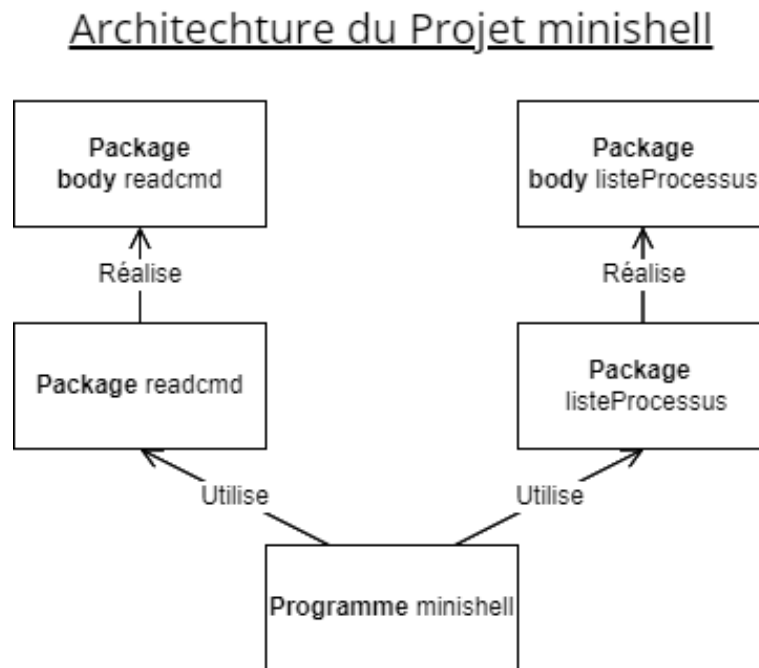 Architechture du Projet minishell
Package
body readcmd
Package
body listeProcessus
Réalise
Réalise
Package readcmd
Package
listeProcessus
Utilise
Utilise
Programme minishell